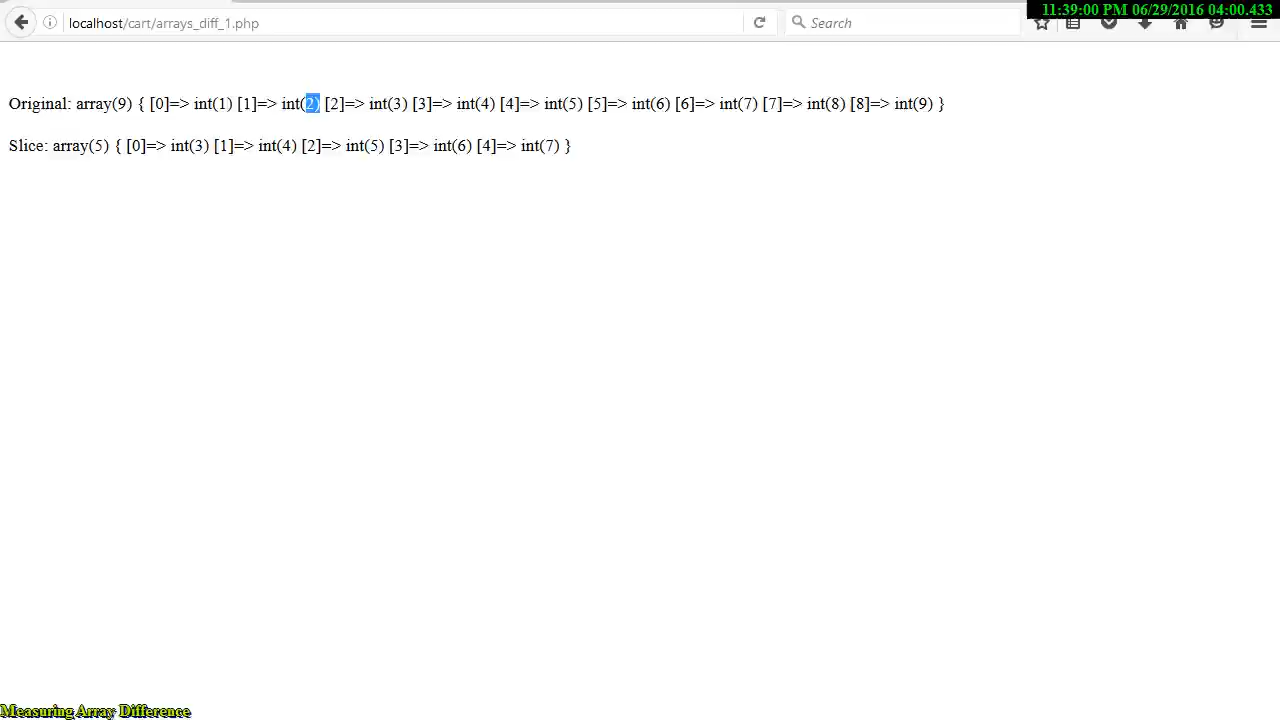 11:39:00 PM 06/29/2016 04:00.433
localhost/cart/arrays_diff_1.php
Search
Original: array(9) { [0]=> int(1) [1]=> int(2) [2]=> int(3) [3]=> int(4) [4]=> int(5) [5]=> int(6) [6]=> int(7) [7]=> int(8) [8]=> int(9) }
Slice: array(5) { [0]=> int(3) [1]=> int(4) [2]=> int(5) [3]=> int(6) [4]=> int(7) }
Measuring Array Difference